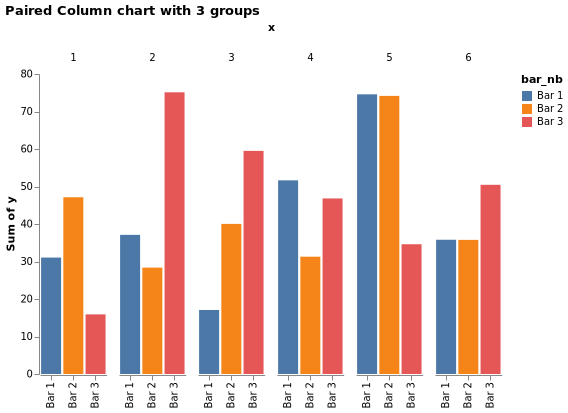 Paired Column chart with 3 groups
x
1 2 3 4 5 6
80
70
60
50
40
30
20
10
0
Sum of y
Bar 1 Bar 2 Bar 3 Bar 1 Bar 2 Bar 3 Bar 1 Bar 2 Bar 3 Bar 1 Bar 2 Bar 3 Bar 1 Bar 2 Bar 3 Bar 1 Bar 2 Bar 3
bar_nb
Bar 1
Bar 2
Bar 3